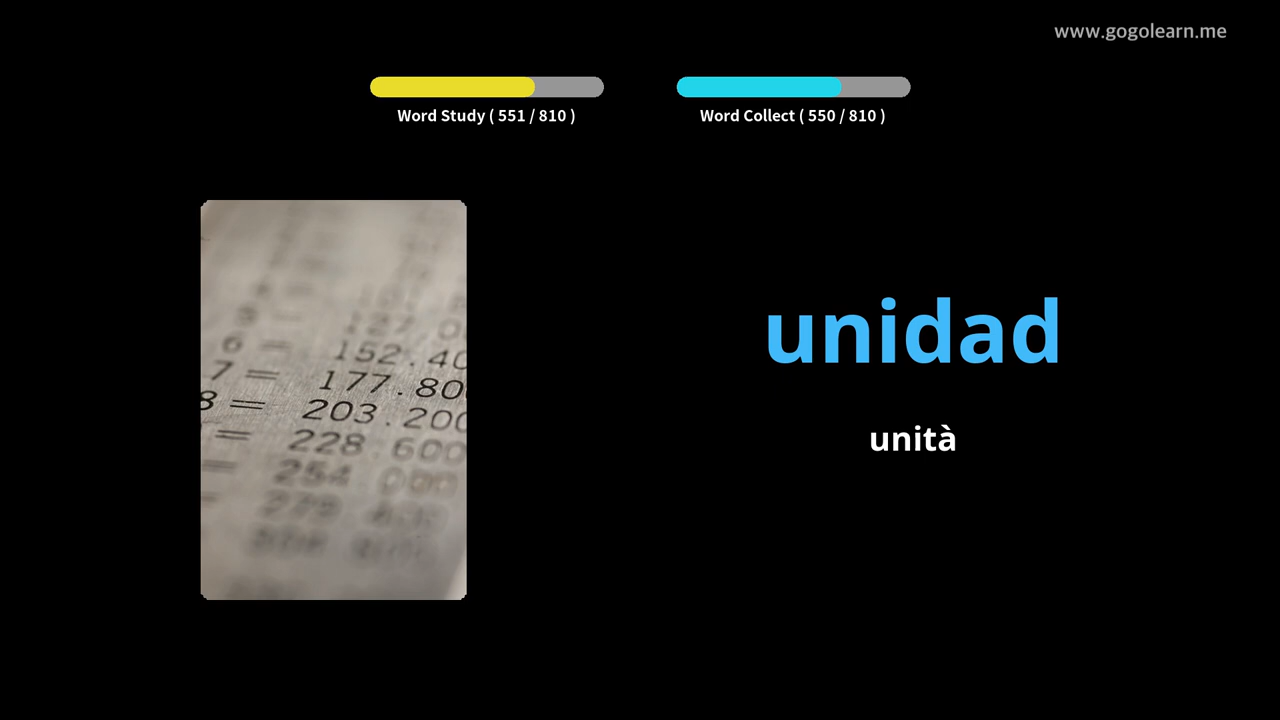 www.gogolearn.me
Word Study ( 551 / 810 )
Word Collect ( 550 / 810 )
6 = 152.40
7 = 177.80
8 = 203.200
= 228.600
254
unidad
unità